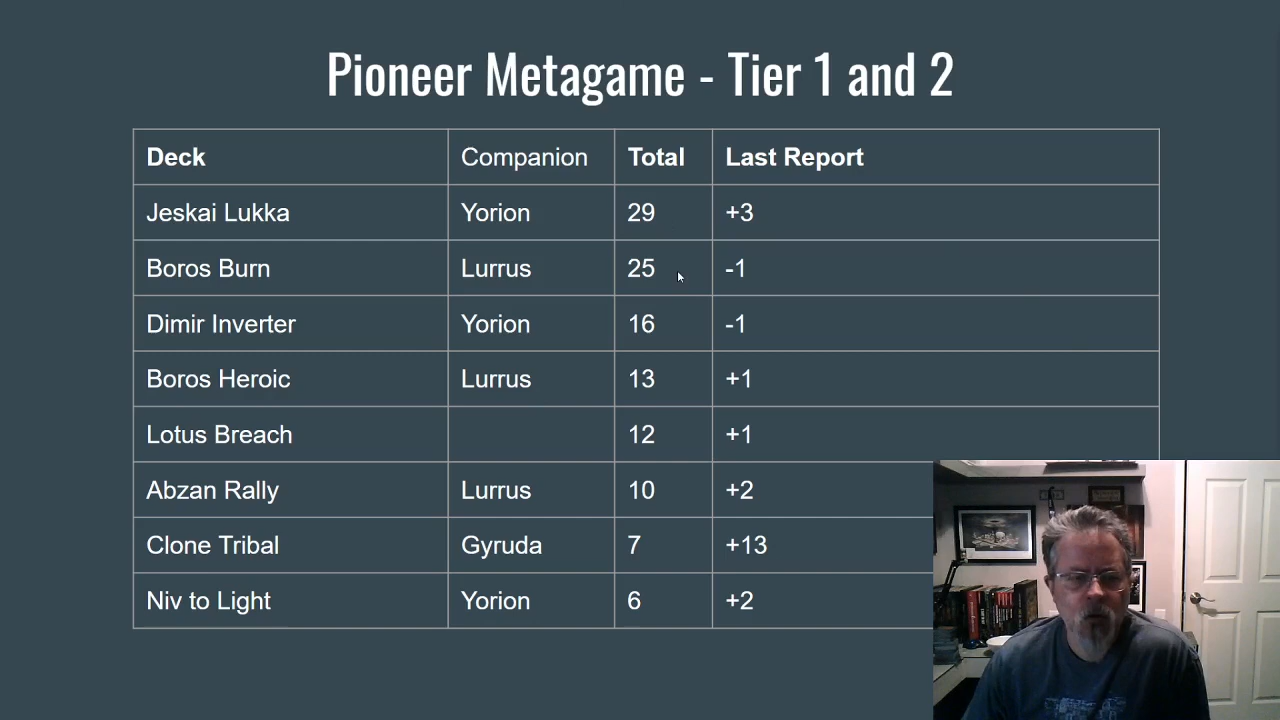 Pioneer Metagame - Tier 1 and 2
Deck Companion Total Last Report
Jeskai Lukka Yorion 29 +3
Boros Burn Lurrus 25 -1
Dimir Inverter Yorion 16 -1
Boros Heroic Lurrus 13 +1
Lotus Breach 12 +1
Abzan Rally Lurrus 10 +2
Clone Tribal Gyruda 7 +13
Niv to Light Yorion 6 +2